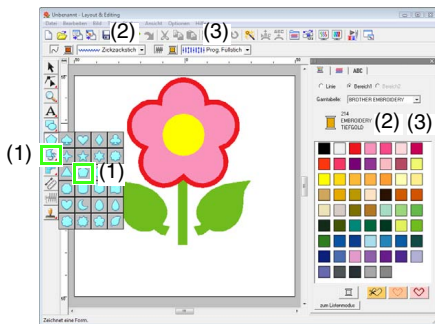 Unbenannt - Layout & Editing
Datei Bearbeiten Bild Ansicht Optionen
(2) (3)
Zickzackstich Prog. Füllstich
ABC
Linie Bereich1 Bereich2
Garntabelle: BROTHER EMBROIDERY
214
EMBROIDERY
TIEFGOLD
(2) (3)
(1)
(1)
zum Listenmodus
Zeichnet eine Form.